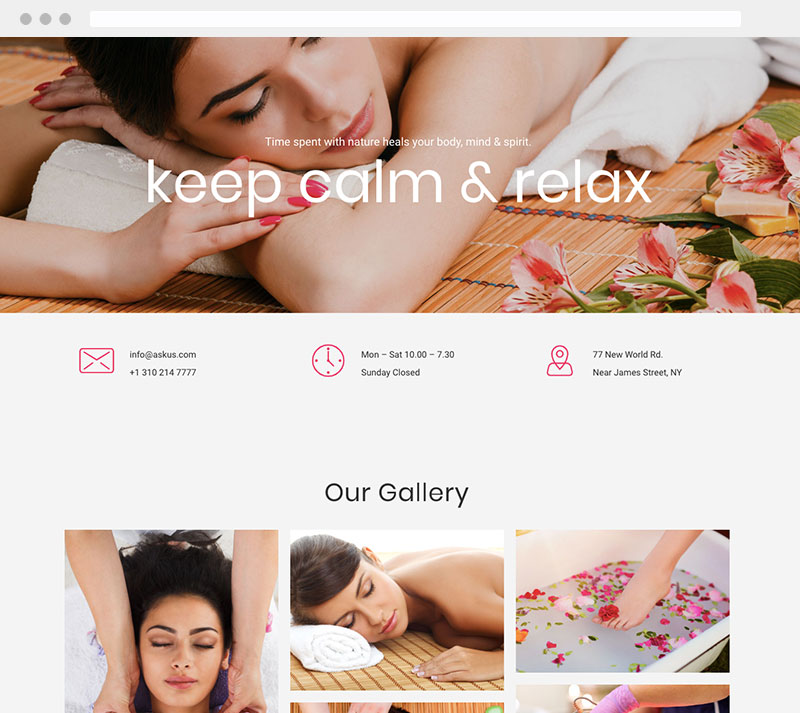 Time spent with nature heals your body, mind & spirit.
keep calm & relax
info@askus.com
+1 310 214 7777
Mon – Sat 10.00 – 7.30
Sunday Closed
77 New World Rd.
Near James Street, NY
Our Gallery